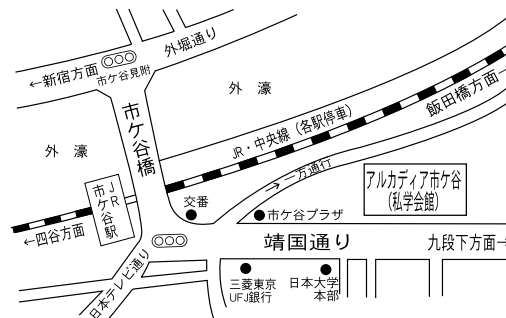 外堀通り
←新宿方面
市ケ谷見附
飯田橋方面→
外　濠
市ケ谷橋
JR・中央線（各駅停車）
外　濠
→一方通行
アルカディア市ケ谷
（私学会館）
JR
市ケ谷駅
交番
市ケ谷プラザ
←四谷方面
靖国通り
九段下方面→
日本テレビ通り
三菱東京
UFJ銀行
日本大学
本部